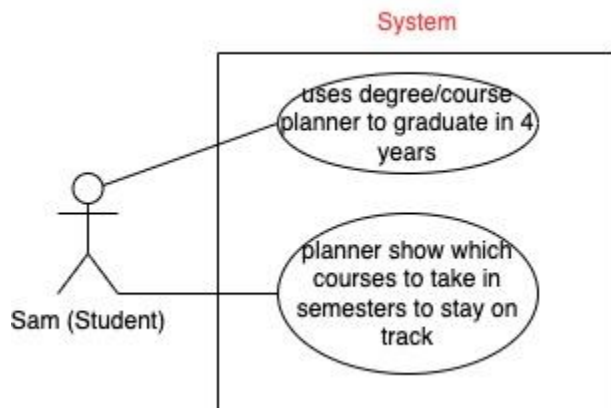 System
uses degree/course
planner to graduate in 4
years
planner show which
courses to take in
semesters to stay on
track
Sam (Student)